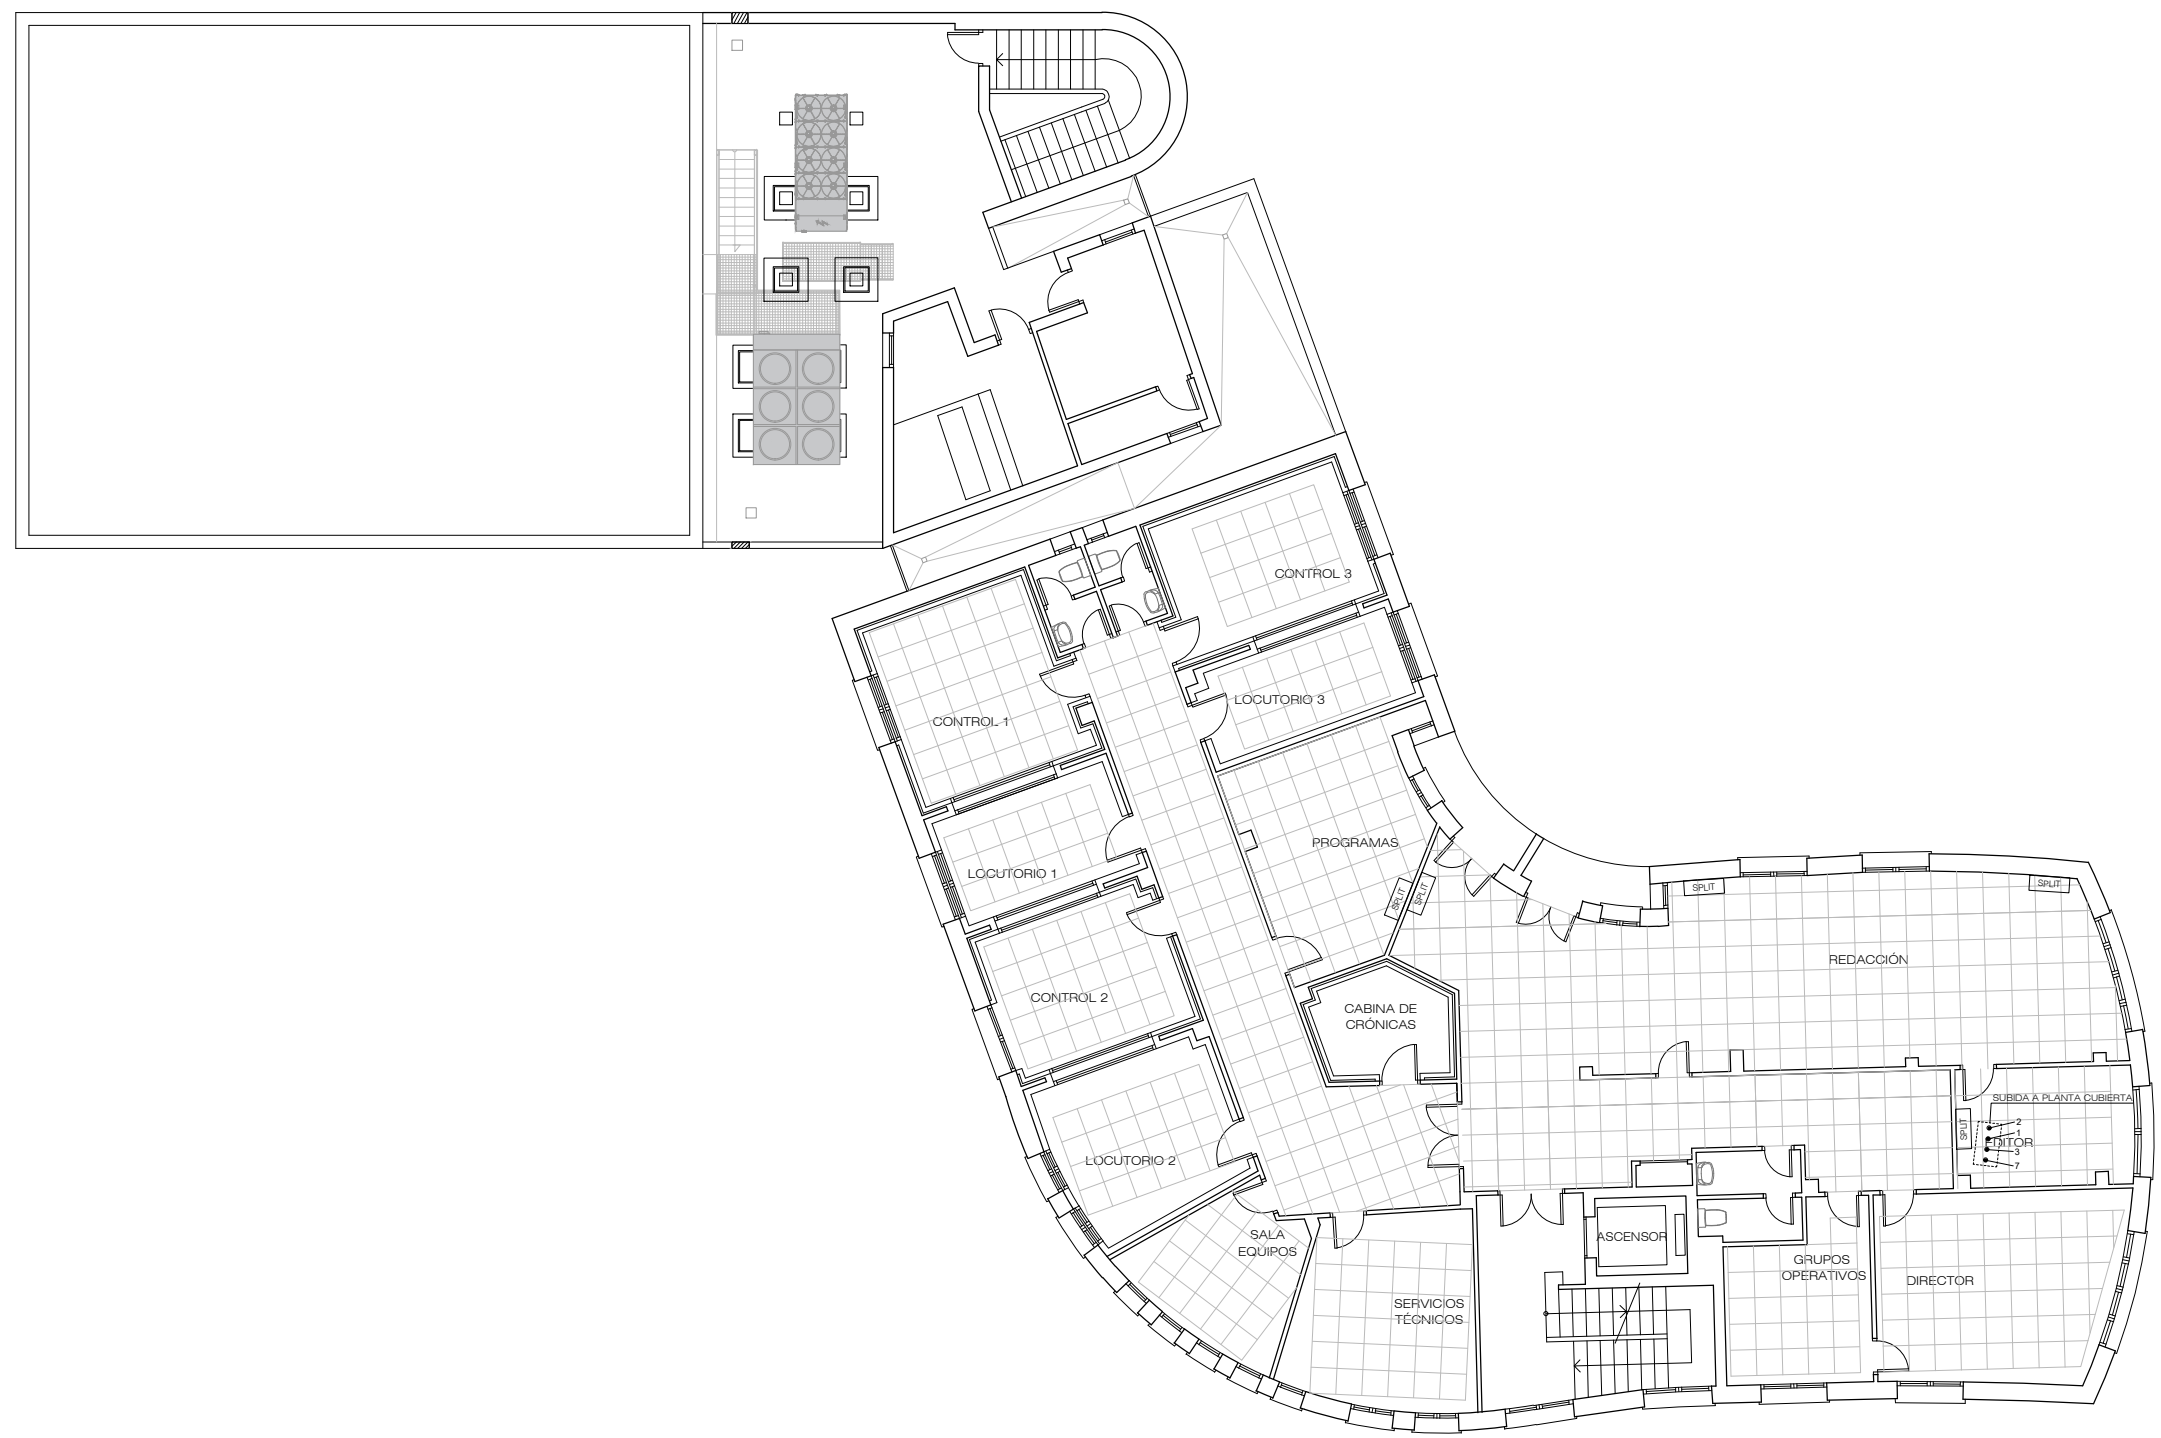 CONTROL 3
LOCUTORIO 3
CONTROL 1
PROGRAMAS
LOCUTORIO 1
SPLIT
SPLIT
SPLIT
SPLIT
REDACCIÓN
CONTROL 2
CABINA DE
CRÓNICAS
SUBIDA A PLANTA CUBIERTA
SPLIT
2
1
EDITOR
3
7
LOCUTORIO 2
SALA
EQUIPOS
ASCENSOR
GRUPOS
OPERATIVOS
DIRECTOR
SERVICIOS
TÉCNICOS